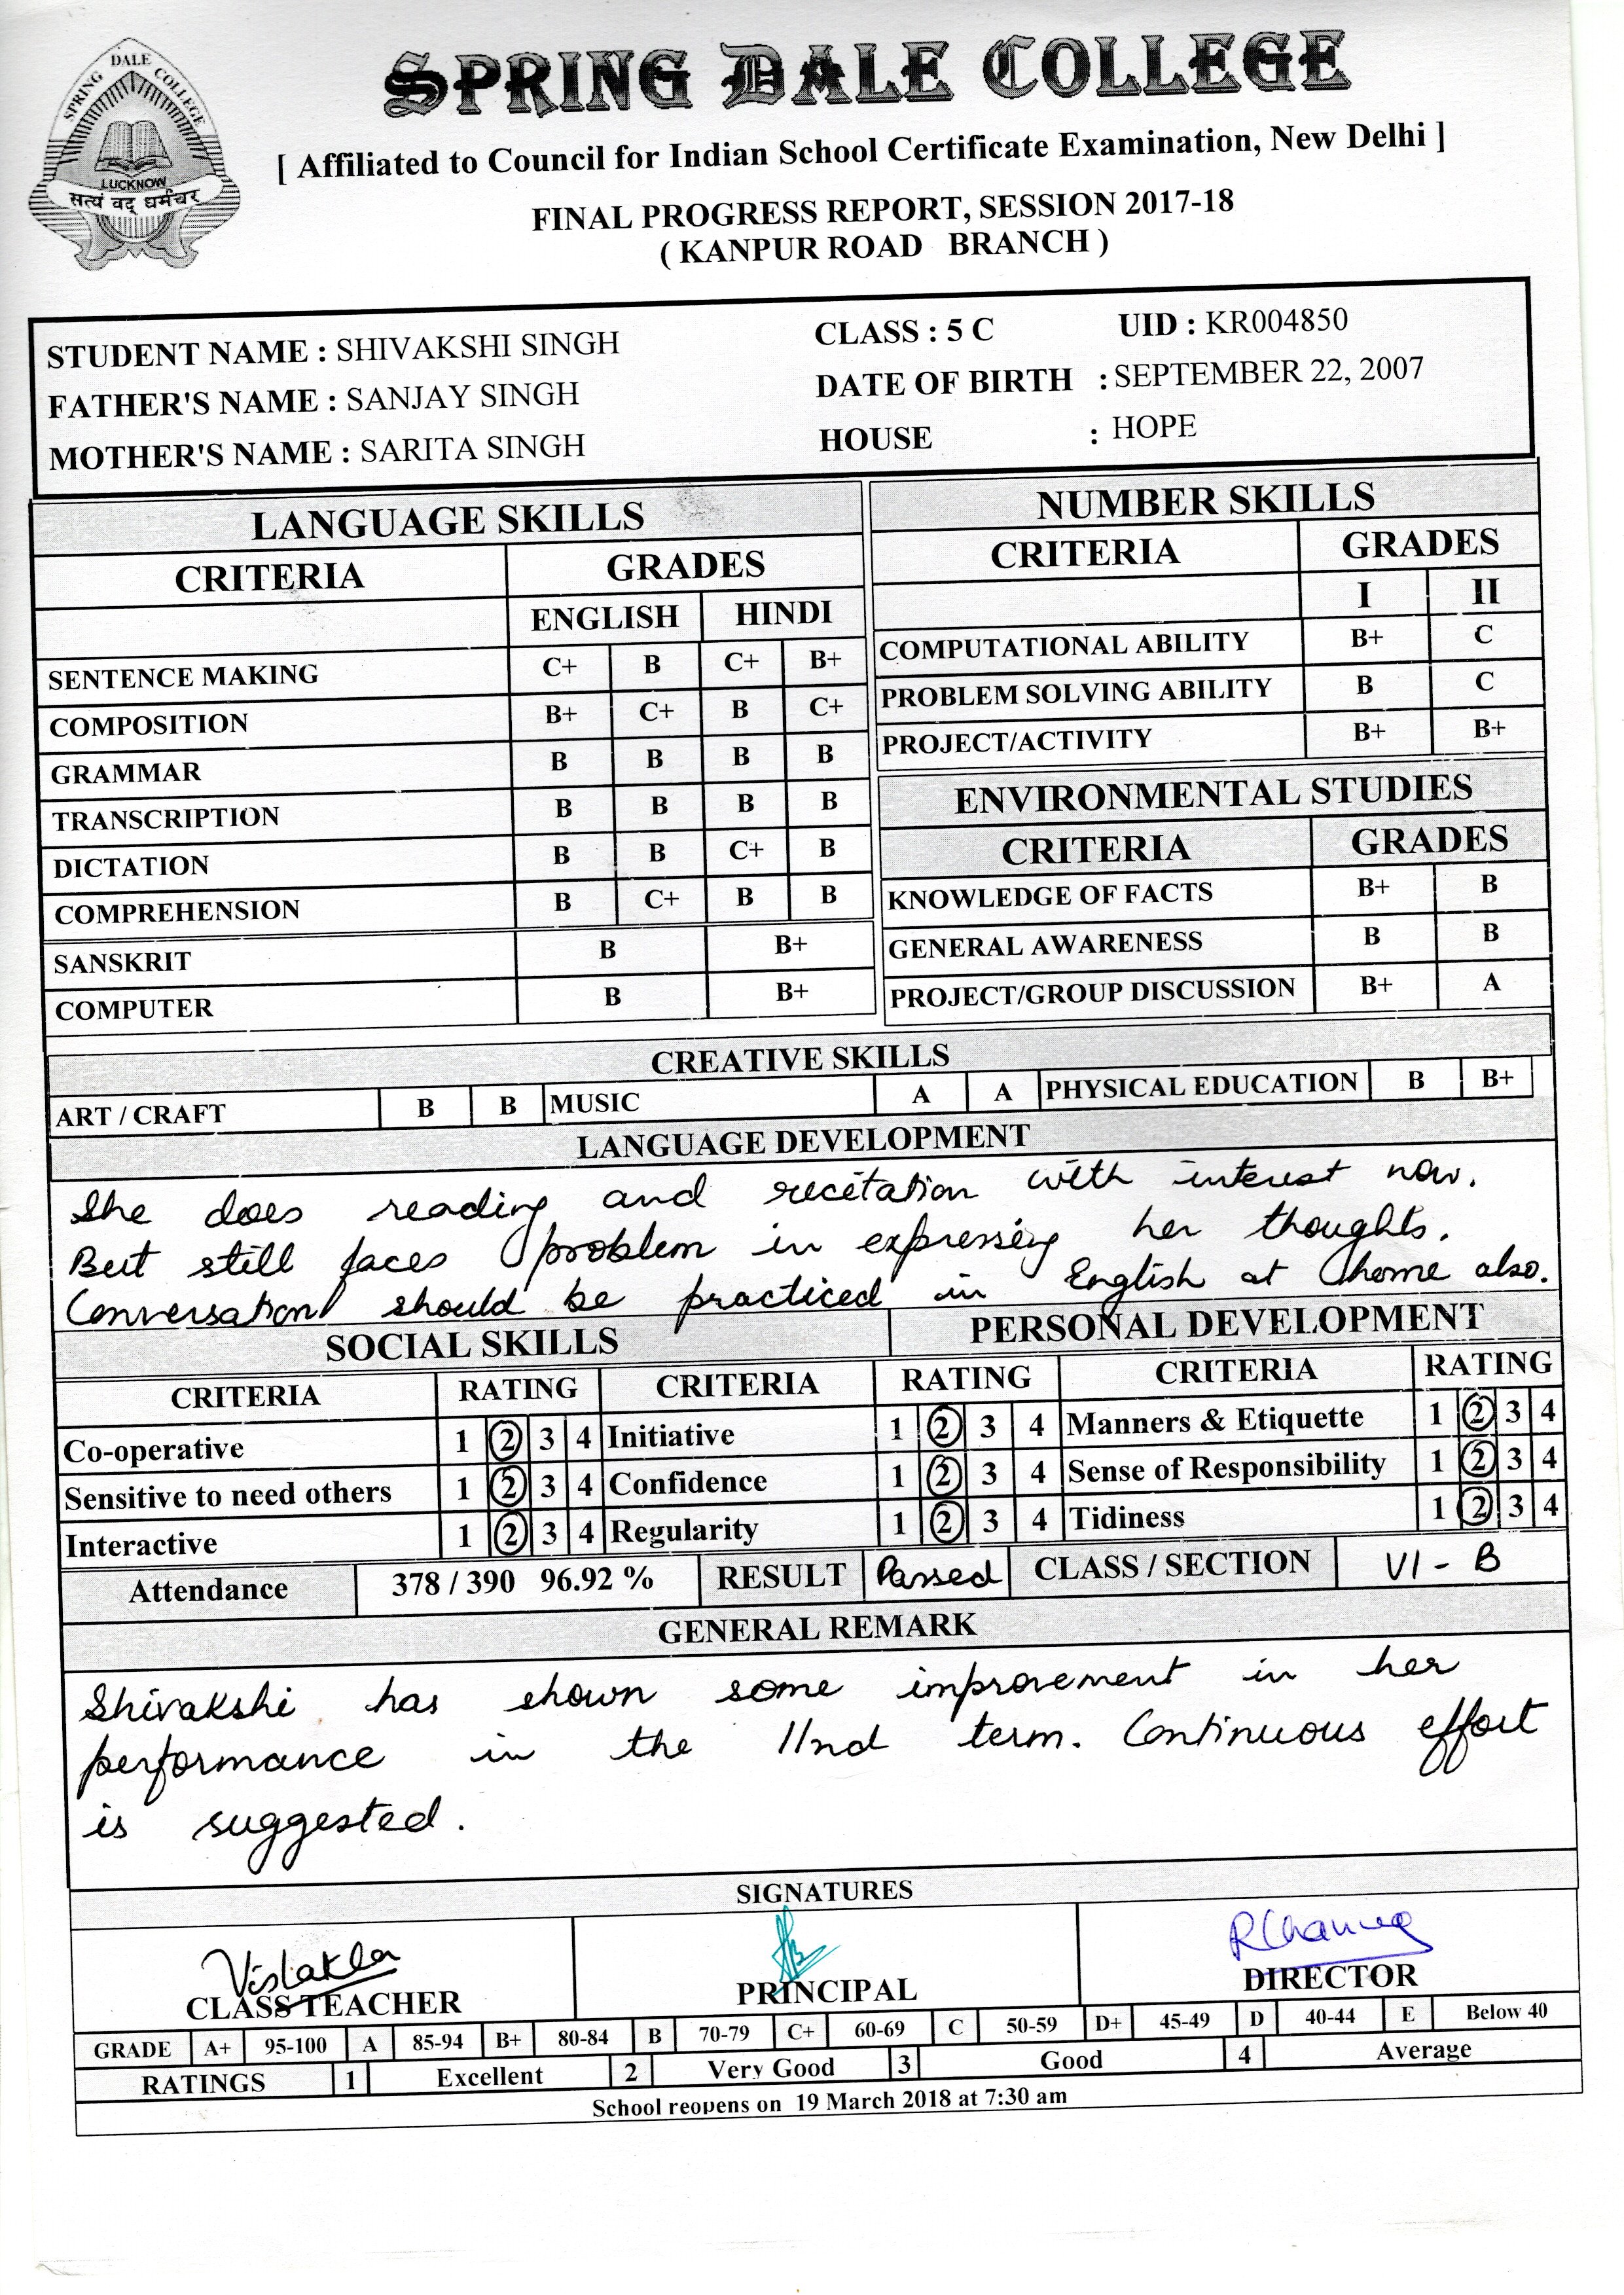 SPRING DALE COLLEGE
LUCKNOW
सत्यं वद् धर्मंचर
SPRING DALE COLLEGE
[ Affiliated to Council for Indian School Certificate Examination, New Delhi ]
FINAL PROGRESS REPORT, SESSION 2017-18
( KANPUR ROAD BRANCH )
STUDENT NAME : SHIVAKSHI SINGH CLASS : 5 C UID : KR004850
FATHER'S NAME : SANJAY SINGH DATE OF BIRTH : SEPTEMBER 22, 2007
MOTHER'S NAME : SARITA SINGH HOUSE : HOPE
LANGUAGE SKILLS
CRITERIA GRADES
ENGLISH HINDI
SENTENCE MAKING C+ B C+ B+
COMPOSITION B+ C+ B C+
GRAMMAR B B B B
TRANSCRIPTION B B B B
DICTATION B B C+ B
COMPREHENSION B C+ B B
SANSKRIT B B+
COMPUTER B B+
NUMBER SKILLS
CRITERIA GRADES
I II
COMPUTATIONAL ABILITY B+ C
PROBLEM SOLVING ABILITY B C
PROJECT/ACTIVITY B+ B+
ENVIRONMENTAL STUDIES
CRITERIA GRADES
KNOWLEDGE OF FACTS B+ B
GENERAL AWARENESS B B
PROJECT/GROUP DISCUSSION B+ A
CREATIVE SKILLS
ART / CRAFT B B MUSIC A A PHYSICAL EDUCATION B B+
LANGUAGE DEVELOPMENT
She does reading and recitation with interest now.
But still faces problem in expressing her thoughts.
Conversation should be practiced in English at home also.
SOCIAL SKILLS PERSONAL DEVELOPMENT
CRITERIA RATING CRITERIA RATING CRITERIA RATING
Co-operative 1 2 3 4 Initiative 1 2 3 4 Manners & Etiquette 1 2 3 4
Sensitive to need others 1 2 3 4 Confidence 1 2 3 4 Sense of Responsibility 1 2 3 4
Interactive 1 2 3 4 Regularity 1 2 3 4 Tidiness 1 2 3 4
Attendance 378 / 390 96.92 % RESULT Passed CLASS / SECTION VI - B
GENERAL REMARK
Shivakshi has shown some improvement in her
performance in the IInd term. Continuous effort
is suggested.
SIGNATURES
CLASS TEACHER PRINCIPAL DIRECTOR
GRADE A+ 95-100 A 85-94 B+ 80-84 B 70-79 C+ 60-69 C 50-59 D+ 45-49 D 40-44 E Below 40
RATINGS 1 Excellent 2 Very Good 3 Good 4 Average
School reopens on 19 March 2018 at 7:30 am